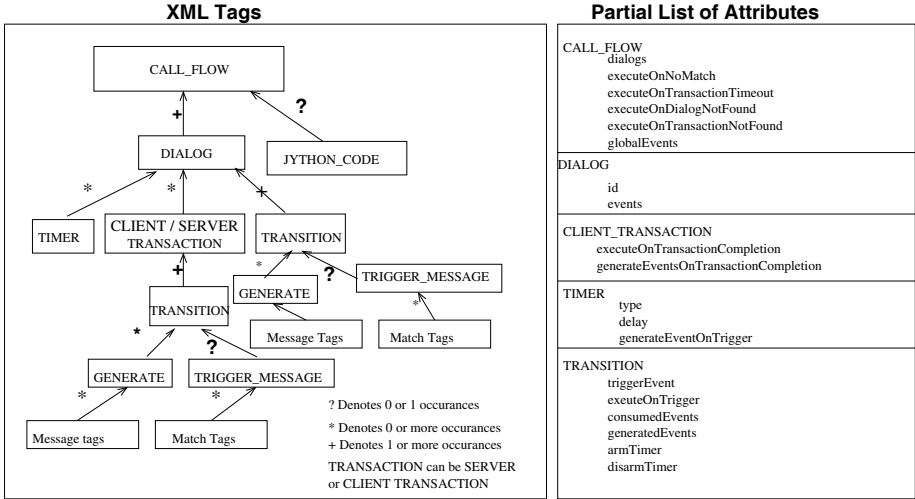 XML Tags
CALL_FLOW
+
?
DIALOG
JYTHON_CODE
*
*
+
TIMER
CLIENT / SERVER
TRANSACTION
TRANSITION
+
*
?
GENERATE
TRIGGER_MESSAGE
*
TRANSITION
Message Tags
Match Tags
*
?
GENERATE
TRIGGER_MESSAGE
*
*
Message tags
Match Tags
? Denotes 0 or 1 occurances
* Denotes 0 or more occurances
+ Denotes 1 or more occurances
TRANSACTION can be SERVER
or CLIENT TRANSACTION
Partial List of Attributes
CALL_FLOW
dialogs
executeOnNoMatch
executeOnTransactionTimeout
executeOnDialogNotFound
executeOnTransactionNotFound
globalEvents
DIALOG
id
events
CLIENT_TRANSACTION
executeOnTransactionCompletion
generateEventsOnTransactionCompletion
TIMER
type
delay
generateEventOnTrigger
TRANSITION
triggerEvent
exeuteOnTrigger
consumedEvents
generatedEvents
armTimer
disarmTimer